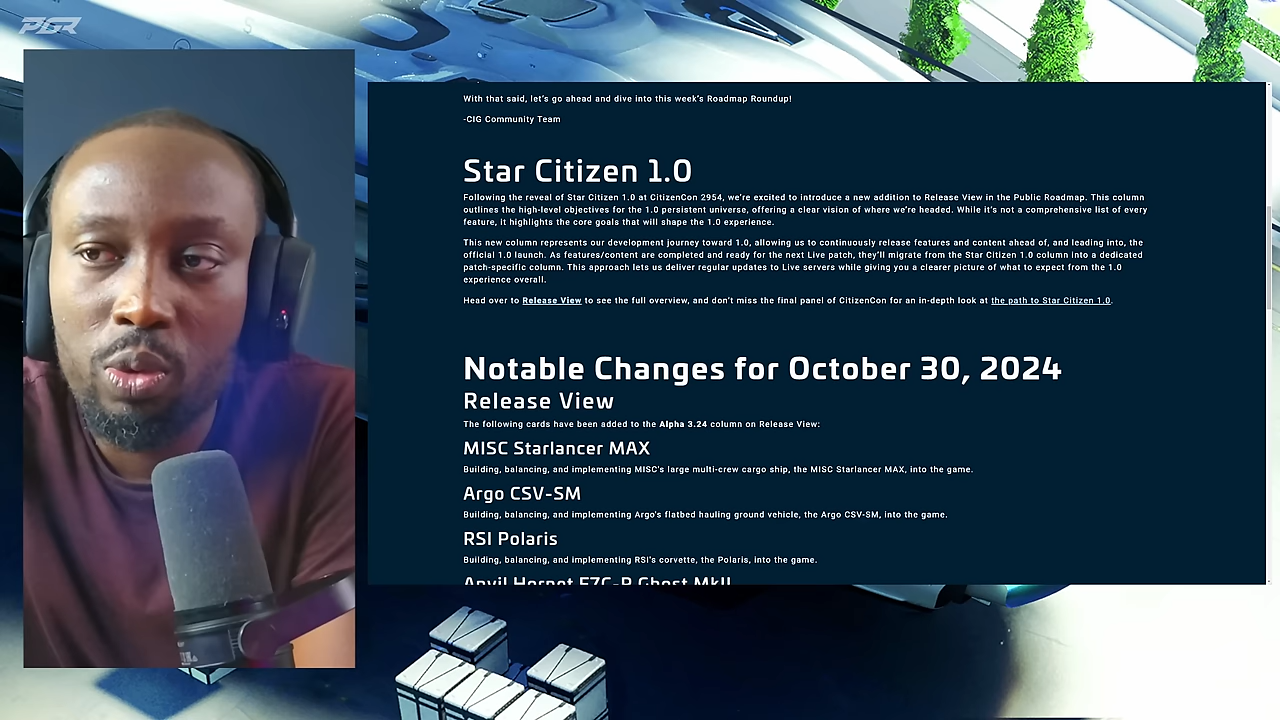 PGR
With that said, let's go ahead and dive into this week's Roadmap Roundup!
-CIG Community Team
Star Citizen 1.0
Following the reveal of Star Citizen 1.0 at CitizenCon 2954, we're excited to introduce a new addition to Release View in the Public Roadmap. This column
outlines the high-level objectives for the 1.0 persistent universe, offering a clear vision of where we're headed. While it's not a comprehensive list of every
feature, it highlights the core goals that will shape the 1.0 experience.
This new column represents our development journey toward 1.0, allowing us to continuously release features and content ahead of, and leading into, the
official 1.0 launch. As features/content are completed and ready for the next Live patch, they'll migrate from the Star Citizen 1.0 column into a dedicated
patch-specific column. This approach lets us deliver regular updates to Live servers while giving you a clearer picture of what to expect from the 1.0
experience overall.
Head over to Release View to see the full overview, and don't miss the final panel of CitizenCon for an in-depth look at the path to Star Citizen 1.0.
Notable Changes for October 30, 2024
Release View
The following cards have been added to the Alpha 3.24 column on Release View:
MISC Starlancer MAX
Building, balancing, and implementing MISC's large multi-crew cargo ship, the MISC Starlancer MAX, into the game.
Argo CSV-SM
Building, balancing, and implementing Argo's flatbed hauling ground vehicle, the Argo CSV-SM, into the game.
RSI Polaris
Building, balancing, and implementing RSI's corvette, the Polaris, into the game.
Anvil Hornet F7C-R Ghost MkII